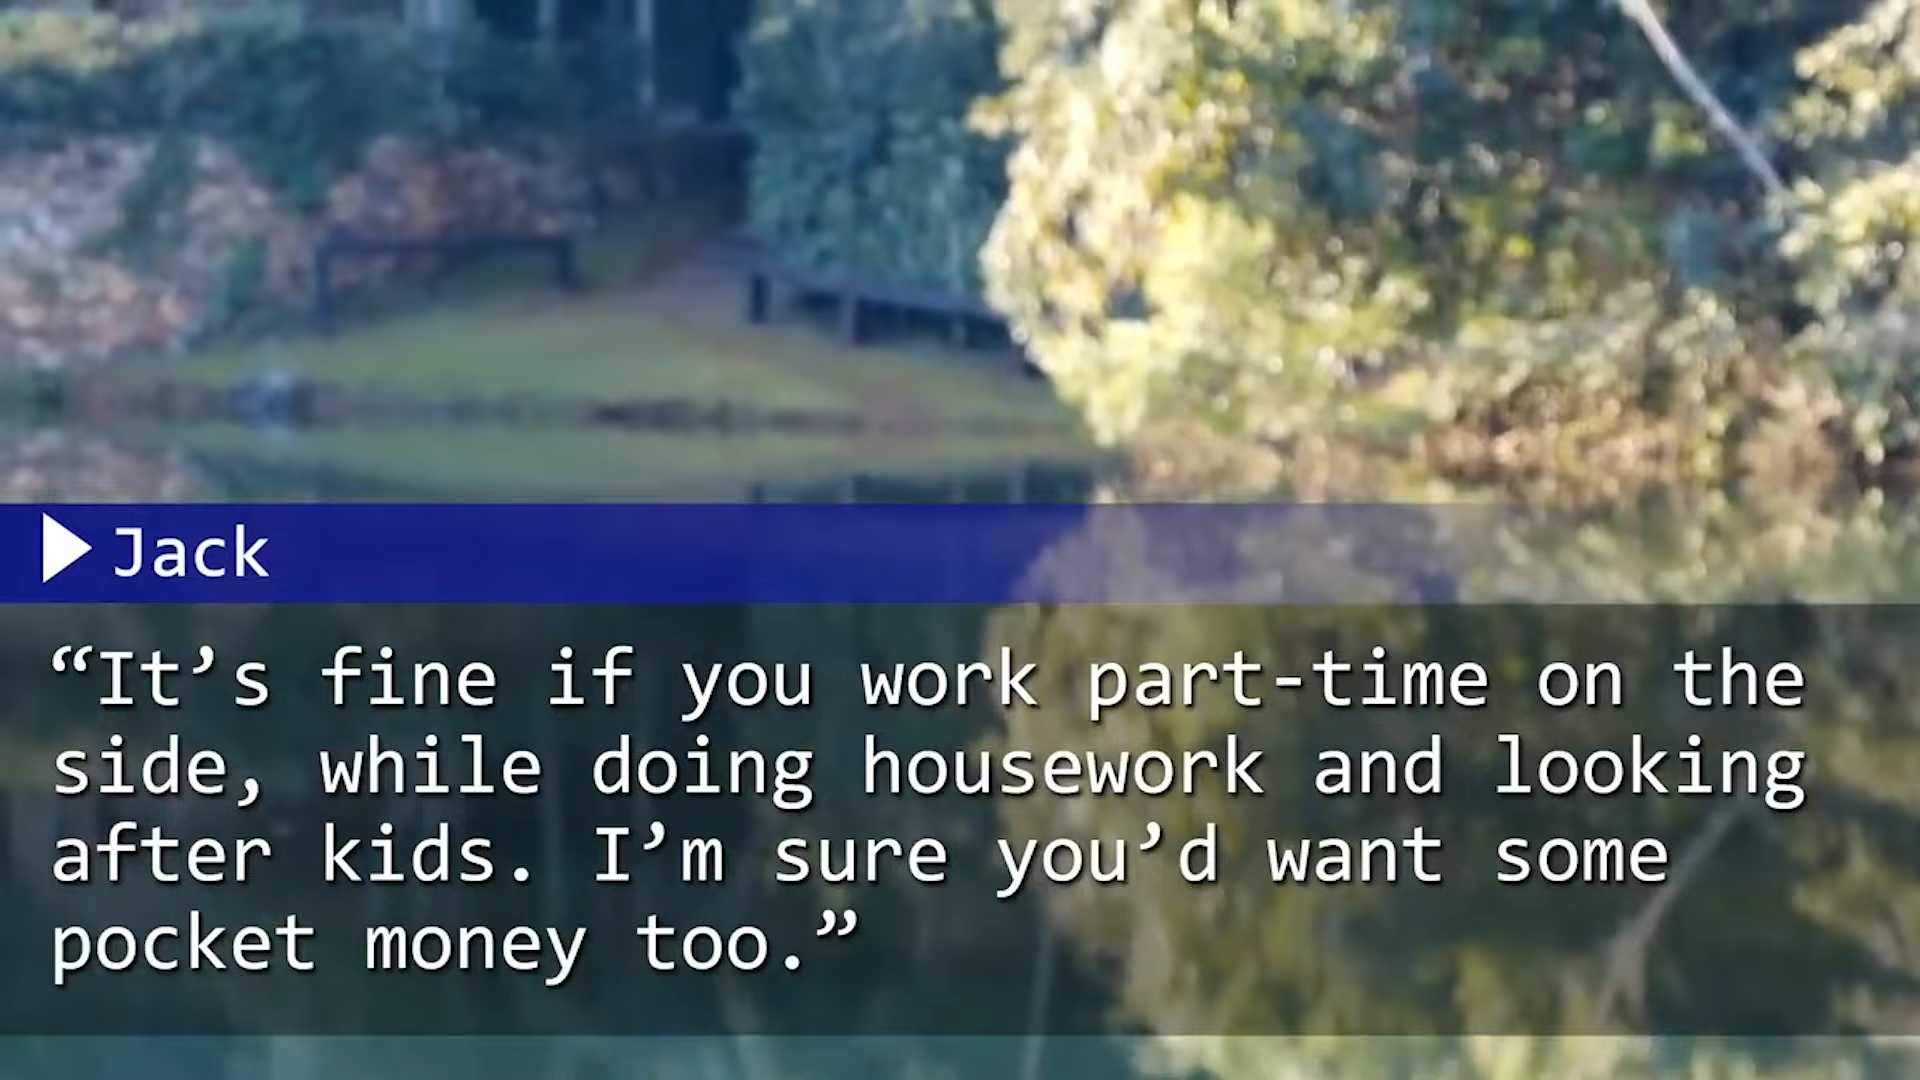 Jack
“It’s fine if you work part-time on the
side, while doing housework and looking
after kids. I’m sure you’d want some
pocket money too.”